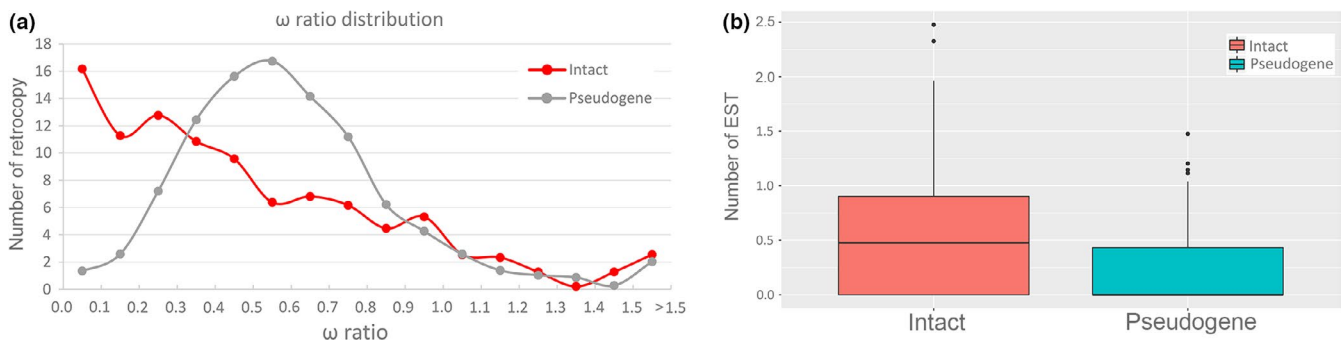 (a)
ω ratio distribution
Number of retrocopy
18
16
14
12
10
8
6
4
2
0
Intact
Pseudogene
0.0 0.1 0.2 0.3 0.4 0.5 0.6 0.7 0.8 0.9 1.0 1.1 1.2 1.3 1.4 1.5 >1.5
ω ratio
(b)
Number of EST
2.5
2.0
1.5
1.0
0.5
0.0
Intact
Pseudogene
Intact Pseudogene